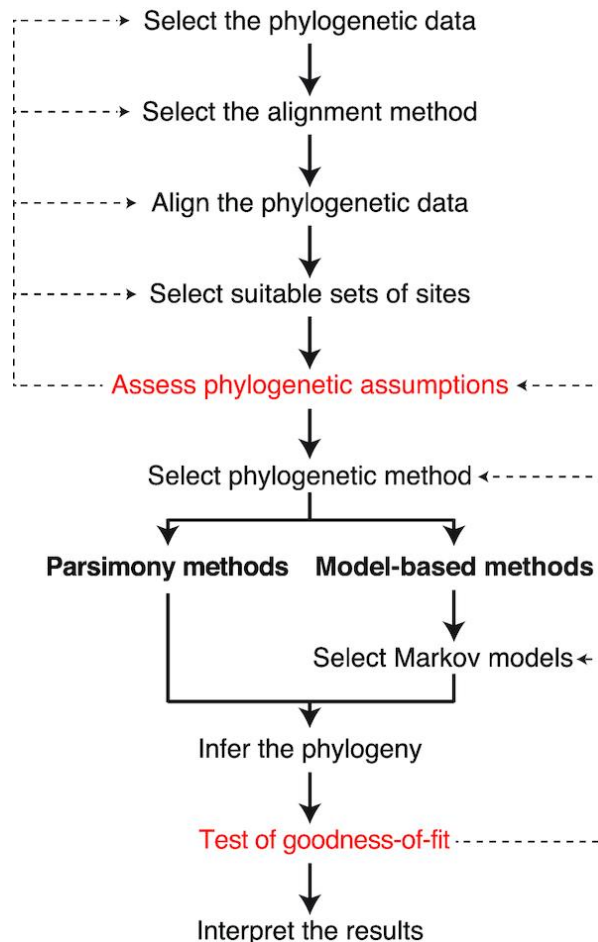 Select the phylogenetic data
Select the alignment method
Align the phylogenetic data
Select suitable sets of sites
Assess phylogenetic assumptions
Select phylogenetic method
Parsimony methods
Model-based methods
Select Markov models
Infer the phylogeny
Test of goodness-of-fit
Interpret the results